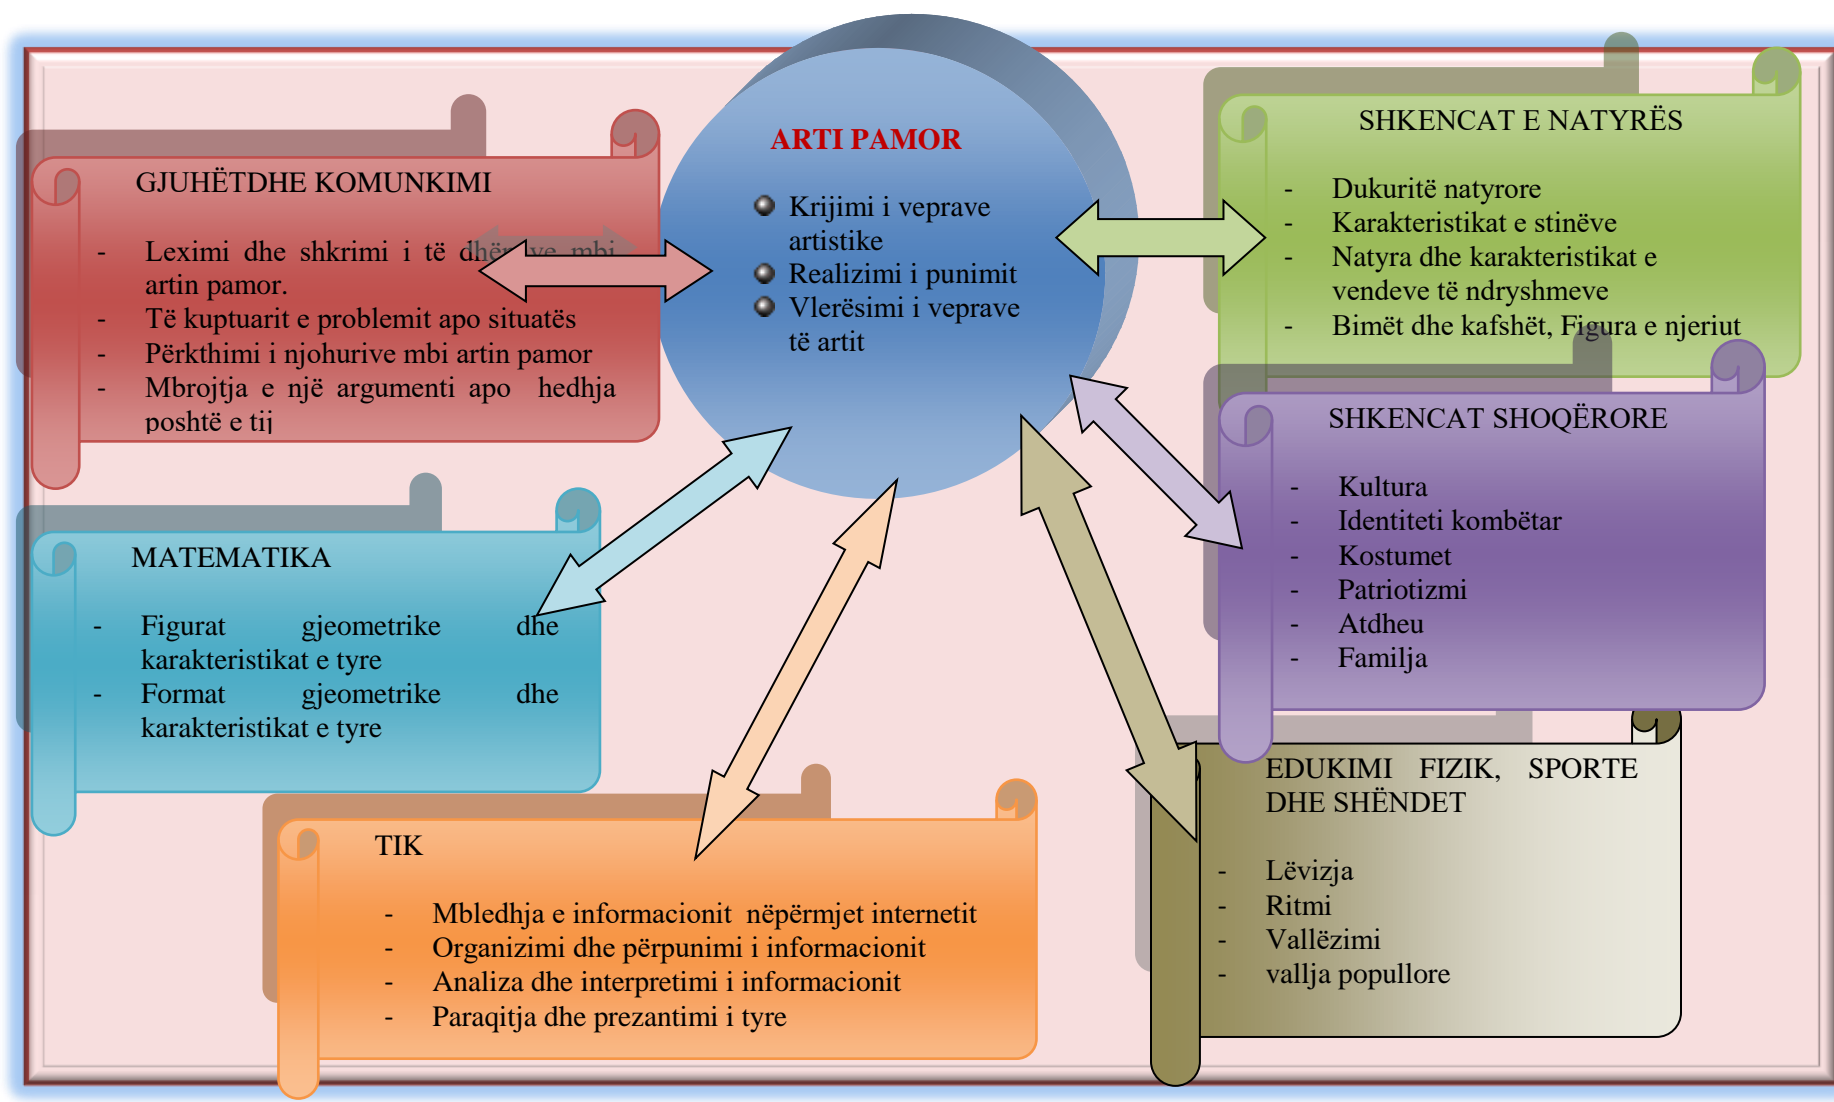 ARTI PAMOR
Krijimi i veprave
artistike
Realizimi i punimit
Vlerësimi i veprave
të artit
GJUHËTDHE KOMUNKIMI
- Leximi dhe shkrimi i të mbi
artin pamor.
- Të kuptuarit e problemit apo situatës
- Përkthimi i njohurive mbi artin pamor
- Mbrojtja e një argumenti apo hedhja
poshtë e tij
MATEMATIKA
- Figurat gjeometrike dhe
karakteristikat e tyre
- Format gjeometrike dhe
karakteristikat e tyre
TIK
- Mbledhja e informacionit nëpërmjet internetit
- Organizimi dhe përpunimi i informacionit
- Analiza dhe interpretimi i informacionit
- Paraqitja dhe prezantimi i tyre
SHKENCAT E NATYRËS
- Dukuritë natyrore
- Karakteristikat e stinëve
- Natyra dhe karakteristikat e
vendeve të ndryshmeve
- Bimët dhe kafshët, Figura e njeriut
SHKENCAT SHOQËRORE
- Kultura
- Identiteti kombëtar
- Kostumet
- Patriotizmi
- Atdheu
- Familja
EDUKIMI FIZIK, SPORTE
DHE SHËNDET
- Lëvizja
- Ritmi
- Vallëzimi
- vallja popullore